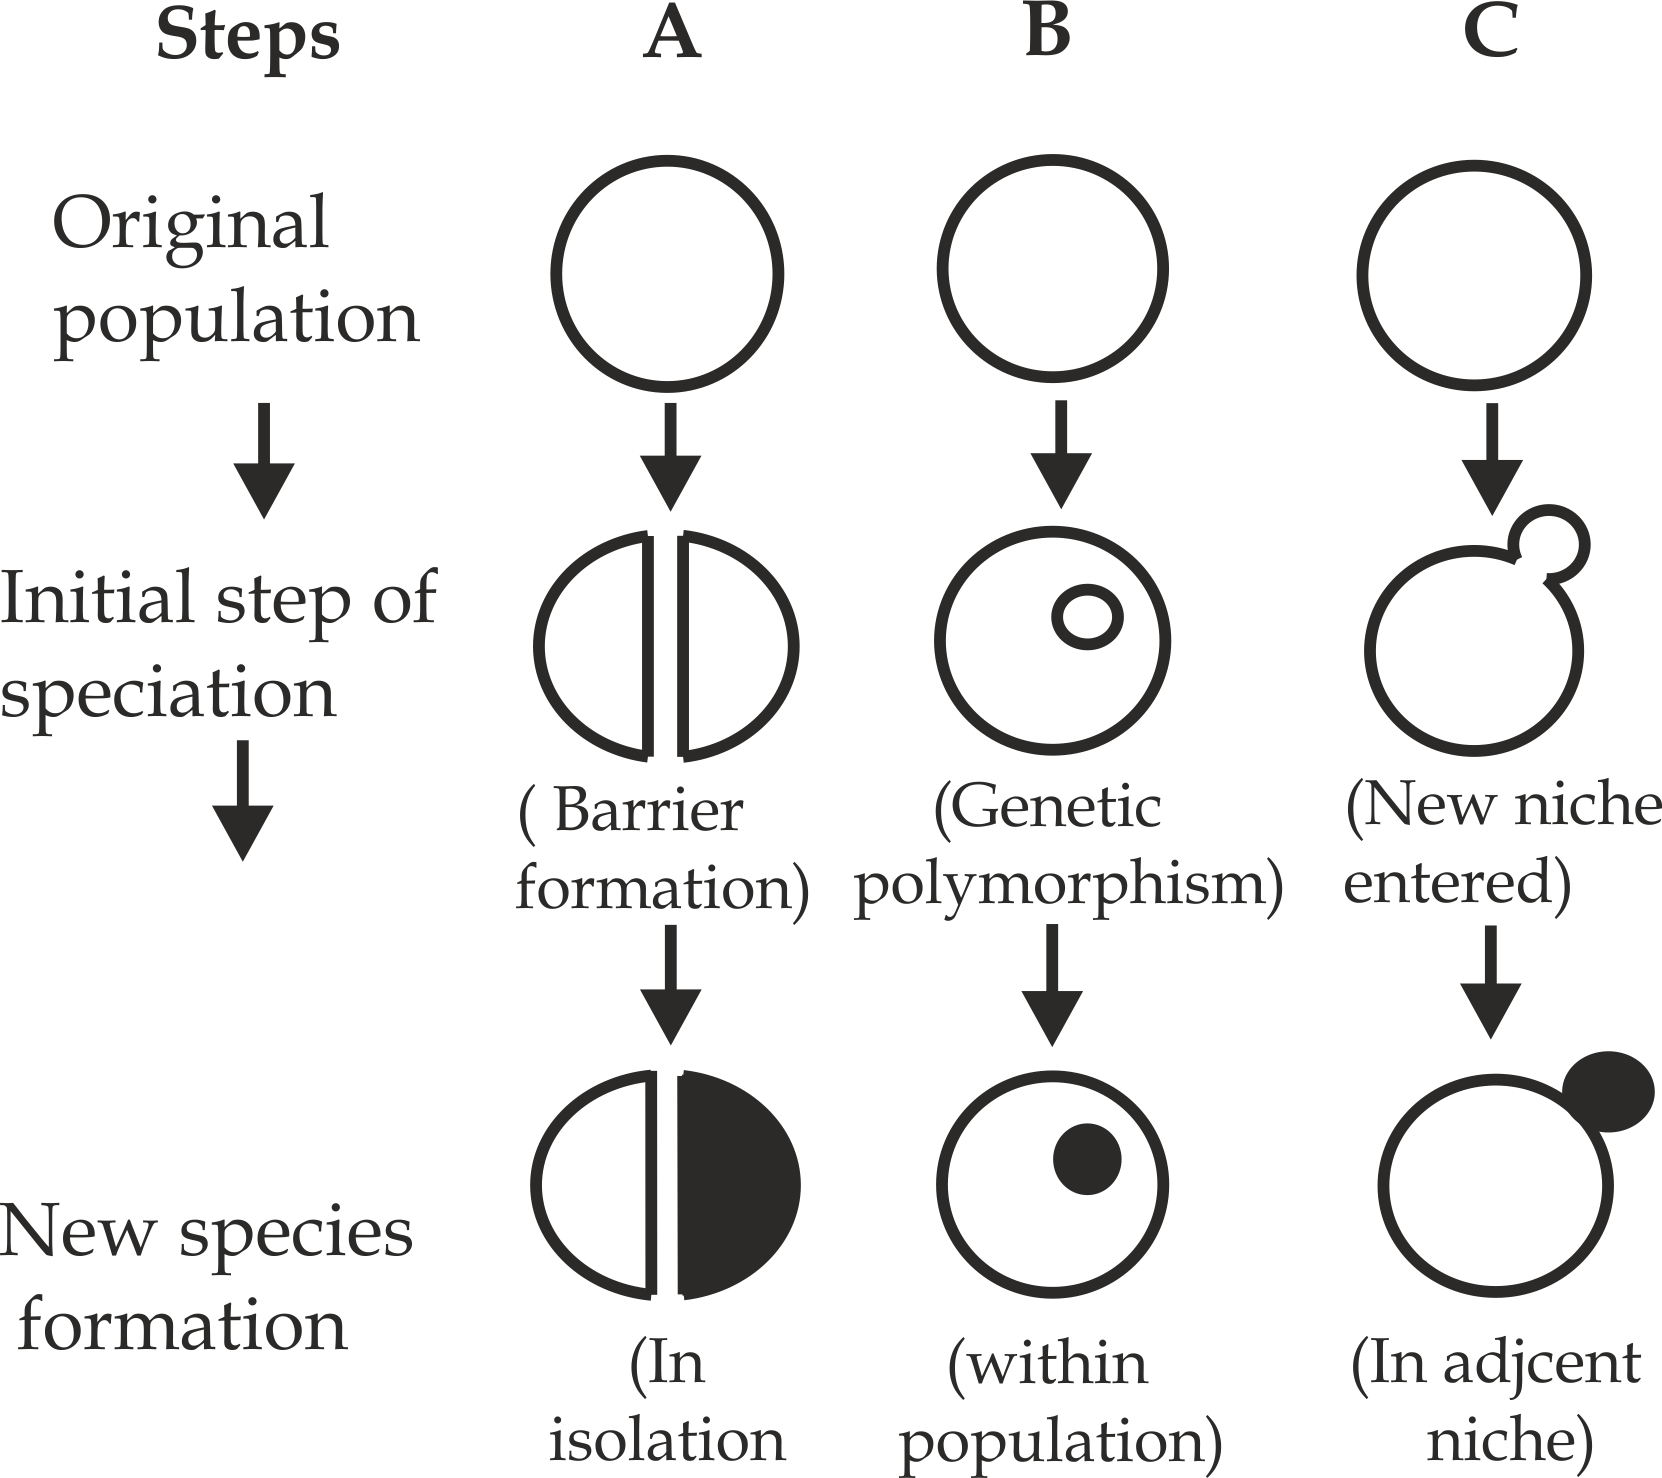 Steps A B C
Original
population
Initial step of
speciation
( Barrier
formation)
(Genetic
polymorphism)
(New niche
entered)
New species
formation
(In
isolation
(within
population)
(In adjcent
niche)